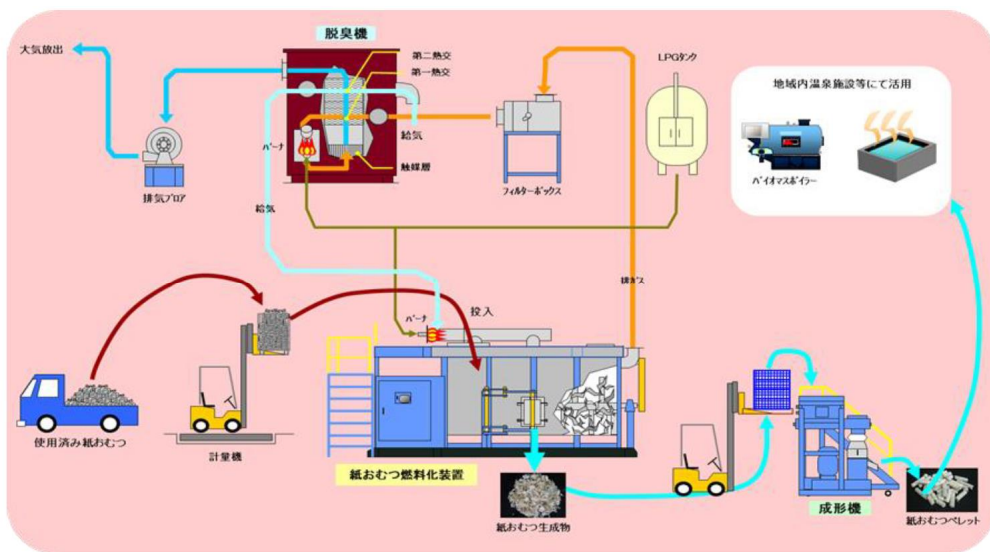 脱臭機
大気放出
第二熱交
第一熱交
LPGタンク
地域内温泉施設等にて活用
給気
バーナ
触媒層
排気ブロア
フィルターボックス
バイオマスボイラー
給気
排ガス
バーナ
投入
使用済み紙おむつ
計量機
紙おむつ燃料化装置
紙おむつ生成物
成形機
紙おむつペレット